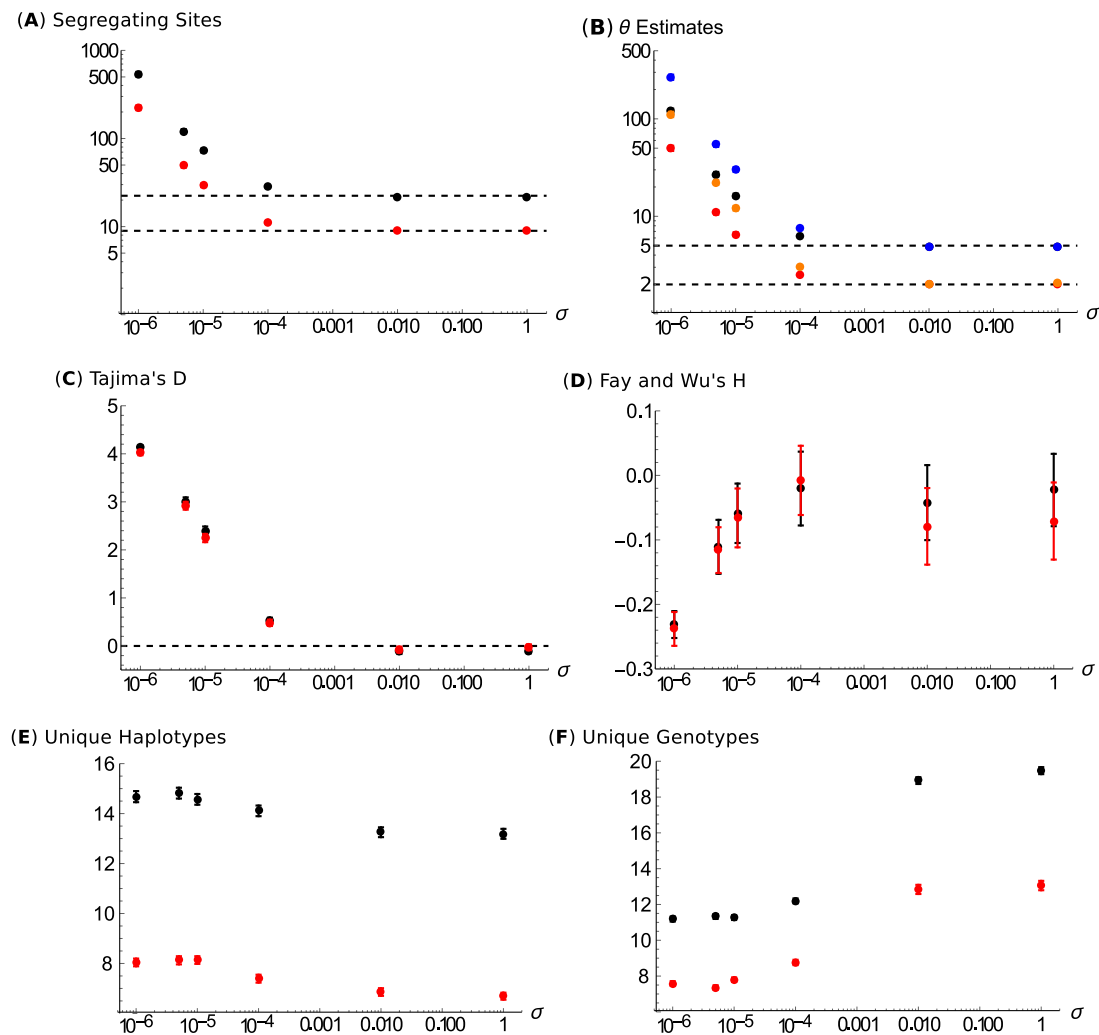 (A) Segregating Sites
1000
500
100
50
10
5
10⁻⁶ 10⁻⁵ 10⁻⁴ 0.001 0.010 0.100 1 σ
(B) θ Estimates
500
100
50
10
5
2
10⁻⁶ 10⁻⁵ 10⁻⁴ 0.001 0.010 0.100 1 σ
(C) Tajima's D
5
4
3
2
1
0
10⁻⁶ 10⁻⁵ 10⁻⁴ 0.001 0.010 0.100 1 σ
(D) Fay and Wu's H
0.1
0.0
−0.1
−0.2
−0.3
10⁻⁶ 10⁻⁵ 10⁻⁴ 0.001 0.010 0.100 1 σ
(E) Unique Haplotypes
16
14
12
10
8
10⁻⁶ 10⁻⁵ 10⁻⁴ 0.001 0.010 0.100 1 σ
(F) Unique Genotypes
20
18
16
14
12
10
8
10⁻⁶ 10⁻⁵ 10⁻⁴ 0.001 0.010 0.100 1 σ